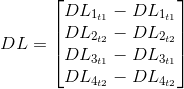 DL = [DL_{1_{t1}} − DL_{1_{t1}}
DL_{2_{t2}} − DL_{2_{t2}}
DL_{3_{t1}} − DL_{3_{t1}}
DL_{4_{t2}} − DL_{4_{t2}}]